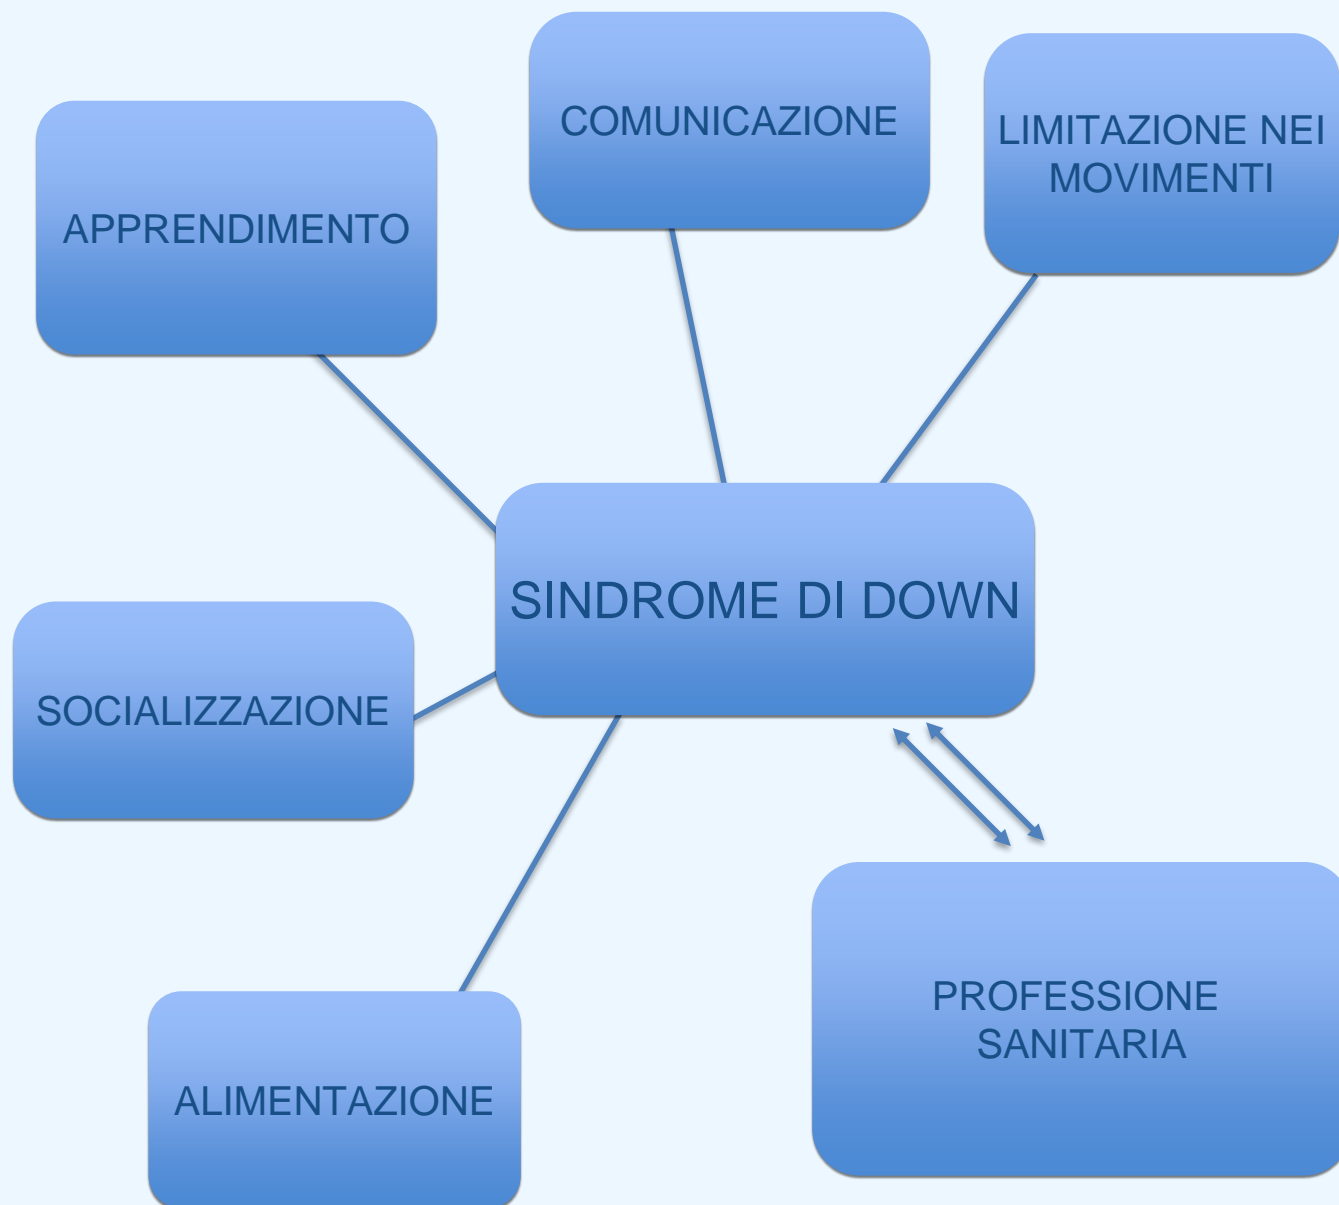 COMUNICAZIONE
LIMITAZIONE NEI
MOVIMENTI
APPRENDIMENTO
SINDROME DI DOWN
SOCIALIZZAZIONE
PROFESSIONE
SANITARIA
ALIMENTAZIONE